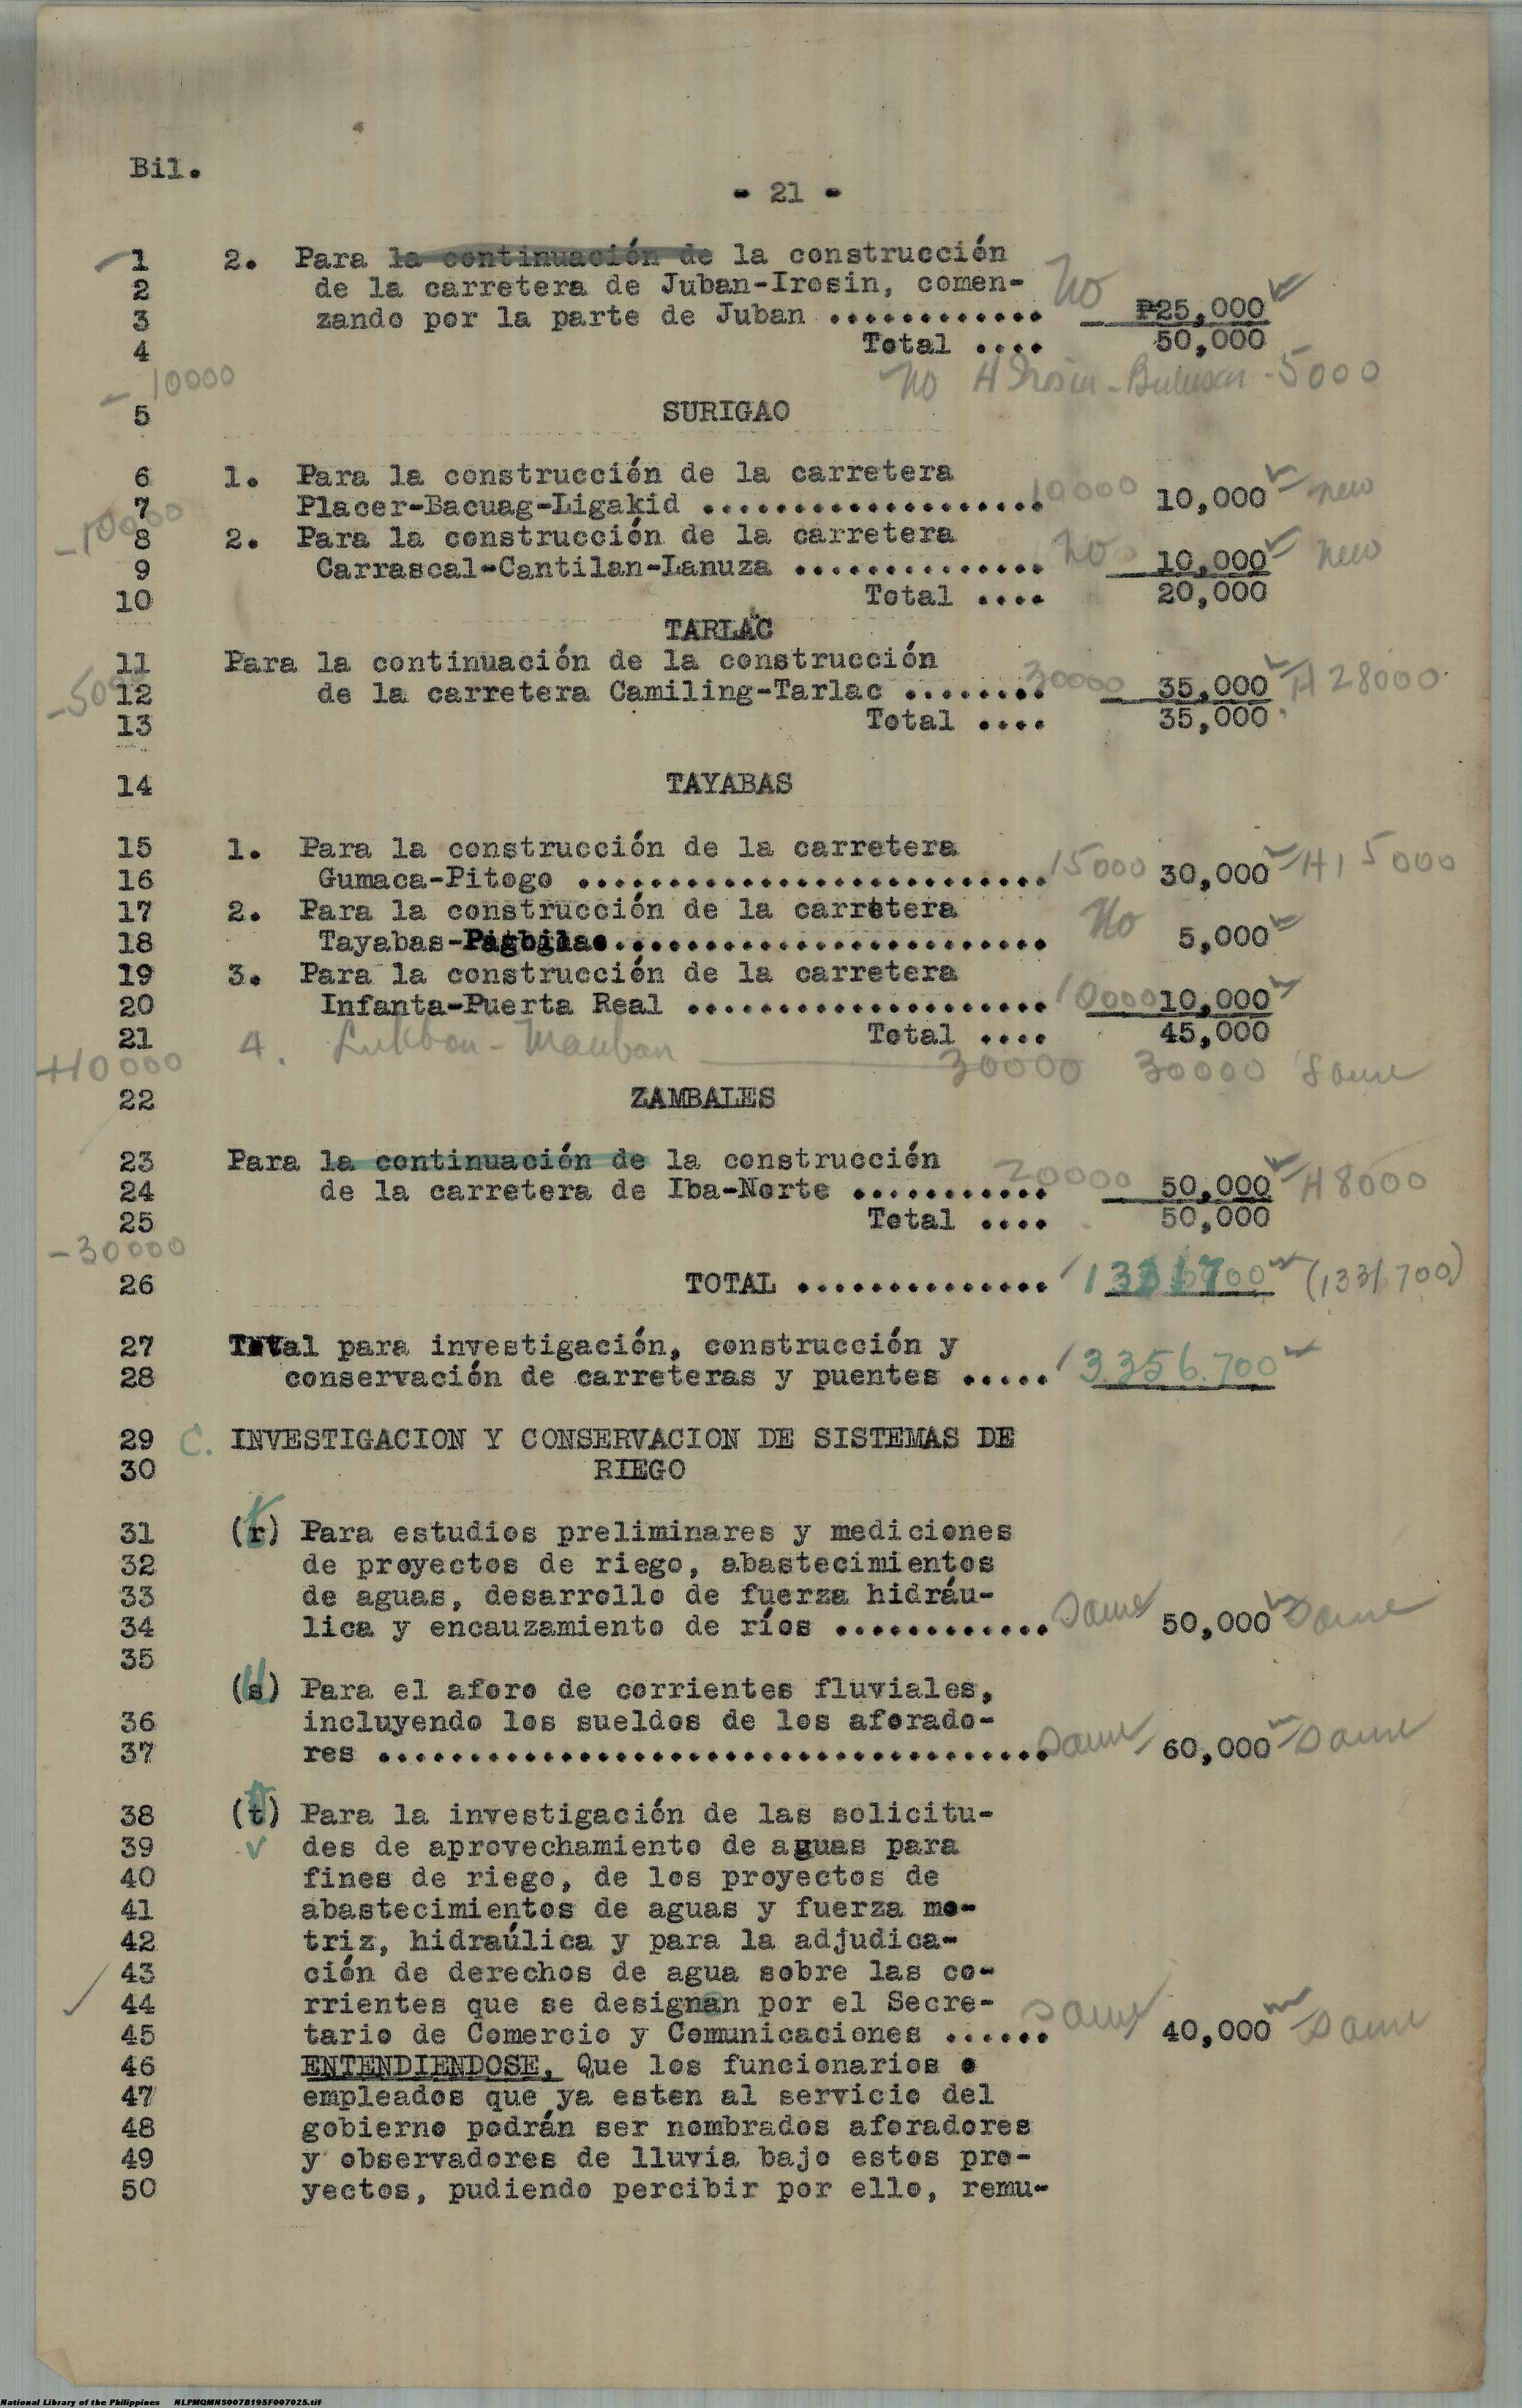 Bil.
- 21 -
1 2. Para la continuación de la construcción
2 de la carretera de Juban-Irosin, comen-
3 zando por la parte de Juban ............ no ₱25,000
4 Total .... 50,000
- 10000 no H Irosin-Bulusan - 5000
5 SURIGAO
6 1. Para la construcción de la carretera
7 Placer-Bacuag-Ligakid ................... 10000 10,000 new
- 10000
8 2. Para la construcción de la carretera
9 Carrascal-Cantilan-Lanuza .............. no 10,000 new
10 Total .... 20,000
TARLAC
11 Para la continuación de la construcción
12 de la carretera Camiling-Tarlac ........ 30000 35,000 H 28000
13 Total .... 35,000
14 TAYABAS
15 1. Para la construcción de la carretera
16 Gumaca-Pitogo .......................... 15000 30,000 H 15000
17 2. Para la construcción de la carretera
18 Tayabas-Pagbilao........................ No 5,000
19 3. Para la construcción de la carretera
20 Infanta-Puerta Real .................... 10000 10,000
21 Total .... 45,000
+10000 4. Lukban - Mauban 30000 30000 Same
22 ZAMBALES
23 Para la continuación de la construcción
24 de la carretera de Iba-Norte ........... 20000 50,000 H 8000
25 Total .... 50,000
- 30000
26 TOTAL .............. 1331700 (1331700)
27 Total para investigación, construcción y
28 conservación de carreteras y puentes ..... 3.356.700
29 C. INVESTIGACION Y CONSERVACION DE SISTEMAS DE
30 RIEGO
31 (r) Para estudios preliminares y mediciones
32 de proyectos de riego, abastecimientos
33 de aguas, desarrollo de fuerza hidráu-
34 lica y encauzamiento de ríos ............ Same 50,000 Same
35
(s) Para el aforo de corrientes fluviales,
36 incluyendo los sueldos de los aforado-
37 res ..................................... Same 60,000 Same
38 (t) Para la investigación de las solicitu-
39 des de aprovechamiento de aguas para
40 fines de riego, de los proyectos de
41 abastecimientos de aguas y fuerza mo-
42 triz, hidraúlica y para la adjudica-
43 ción de derechos de agua sobre las co-
44 rrientes que se designan por el Secre-
45 tario de Comercio y Comunicaciones ...... Same 40,000 Same
46 ENTENDIENDOSE, Que los funcionarios o
47 empleados que ya esten al servicio del
48 gobierno podrán ser nombrados aforadores
49 y observadores de lluvia bajo estos pro-
50 yectos, pudiendo percibir por ello, remu-
National Library of the Philippines NLPMQMNS007B195F007025.tif